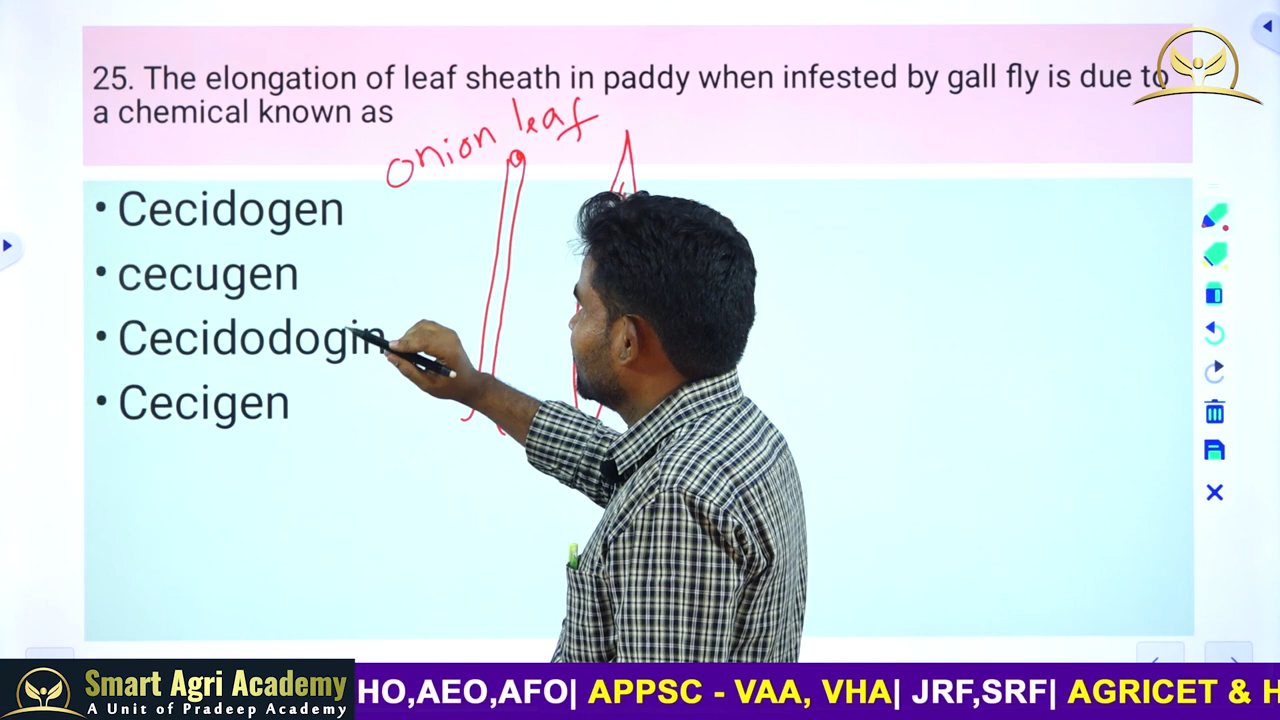 25. The elongation of leaf sheath in paddy when infested by gall fly is due to
a chemical known as
onion leaf
• Cecidogen
• cecugen
• Cecidodogin
• Cecigen
Smart Agri Academy
A Unit of Pradeep Academy
HO,AEO,AFO| APPSC - VAA, VHA| JRF,SRF| AGRICET & H